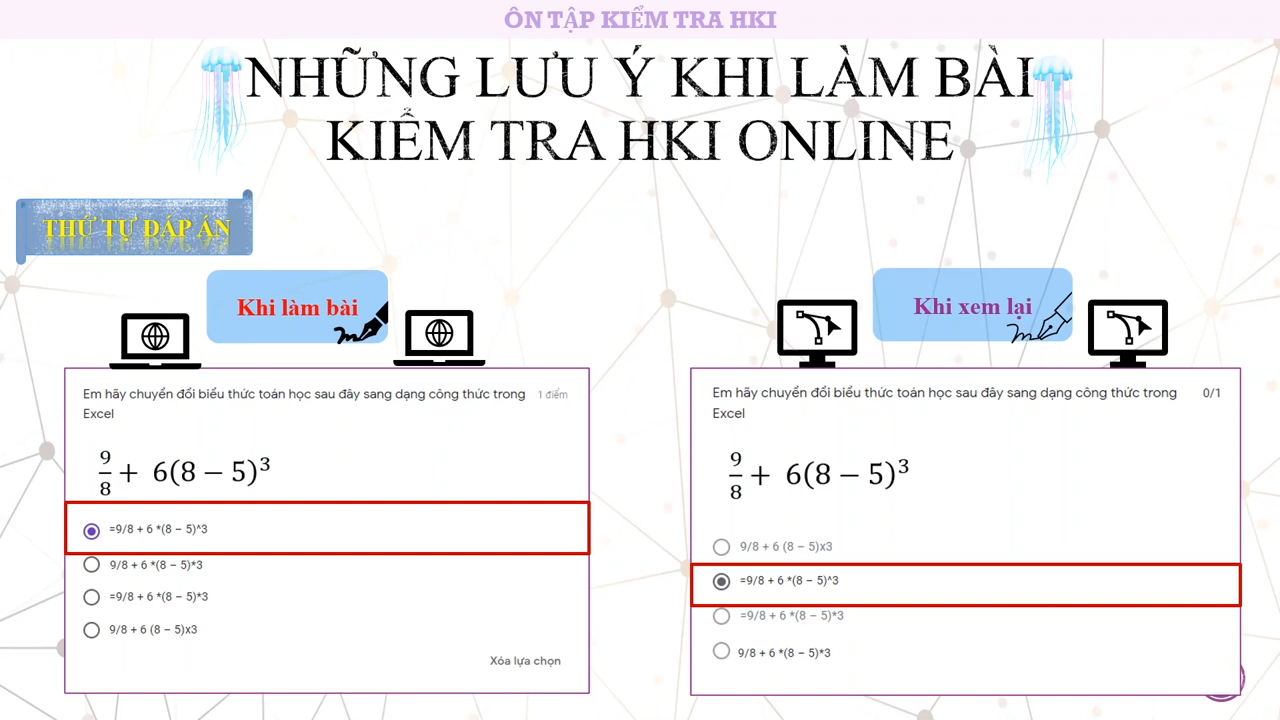 ÔN TẬP KIỂM TRA HKI
NHỮNG LƯU Ý KHI LÀM BÀI
KIỂM TRA HKI ONLINE
THỨ TỰ ĐÁP ÁN
Khi làm bài
Em hãy chuyển đổi biểu thức toán học sau đây sang dạng công thức trong 1 điểm
Excel
9/8 + 6(8 − 5)³
=9/8 + 6 *(8 − 5)^3
9/8 + 6 *(8 − 5)*3
=9/8 + 6 *(8 − 5)*3
9/8 + 6 (8 − 5)x3
Xóa lựa chọn
Khi xem lại
Em hãy chuyển đổi biểu thức toán học sau đây sang dạng công thức trong 0/1
Excel
9/8 + 6(8 − 5)³
9/8 + 6 (8 − 5)x3
=9/8 + 6 *(8 − 5)^3
=9/8 + 6 *(8 − 5)*3
9/8 + 6 *(8 − 5)*3